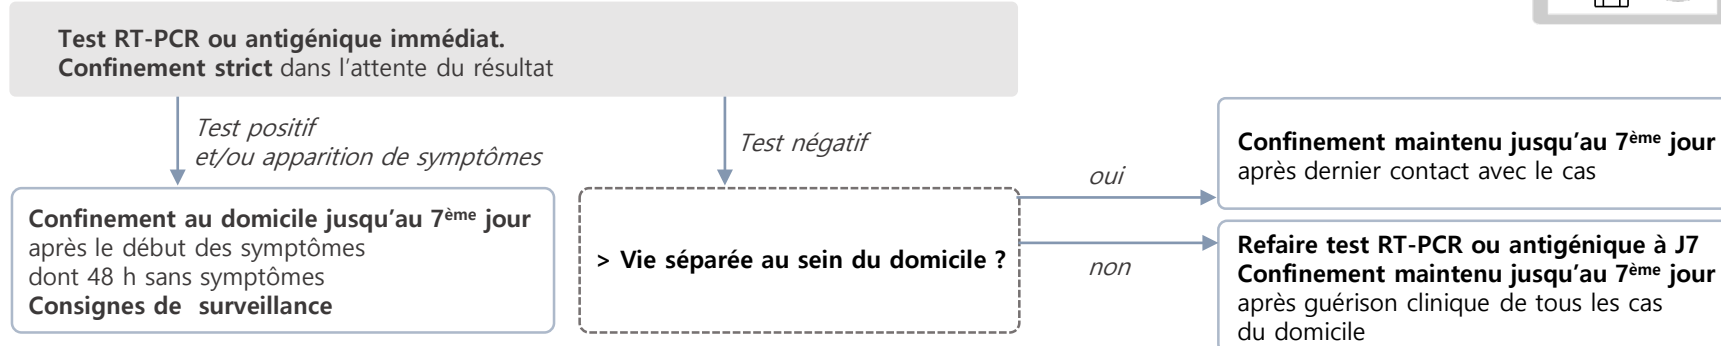 Test RT-PCR ou antigénique immédiat.
Confinement strict dans l'attente du résultat
Test positif
et/ou apparition de symptômes
Test négatif
Confinement au domicile jusqu'au 7ème jour
après le début des symptômes
dont 48 h sans symptômes
Consignes de surveillance
> Vie séparée au sein du domicile ?
oui
Confinement maintenu jusqu'au 7ème jour
après dernier contact avec le cas
non
Refaire test RT-PCR ou antigénique à J7
Confinement maintenu jusqu'au 7ème jour
après guérison clinique de tous les cas
du domicile